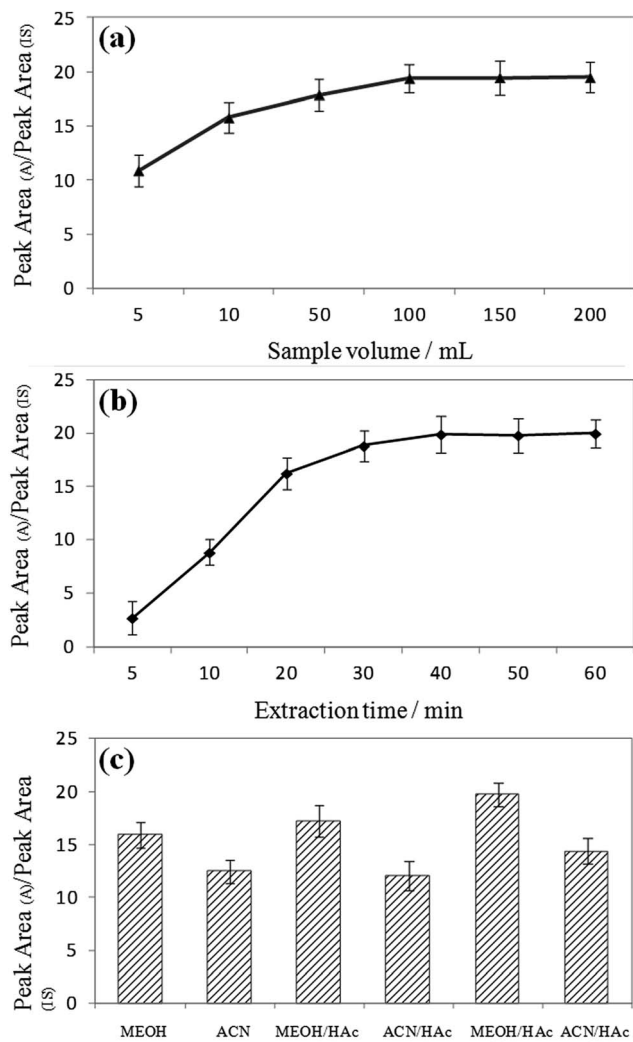 (a)
Peak Area (A)/Peak Area (IS)
25
20
15
10
5
0
5 10 50 100 150 200
Sample volume / mL
(b)
Peak Area (A)/Peak Area (IS)
25
20
15
10
5
0
5 10 20 30 40 50 60
Extraction time / min
(c)
Peak Area (A)/Peak Area
(IS)
25
20
15
10
5
0
MEOH ACN MEOH/HAc ACN/HAc MEOH/HAc ACN/HAc